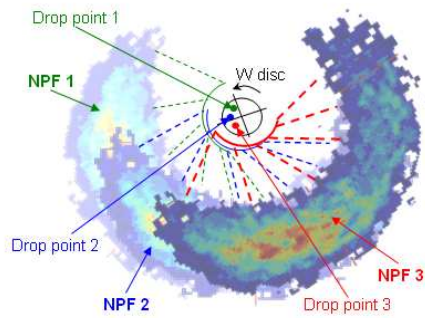 Drop point 1
W disc
NPF 1
Drop point 2
NPF 3
NPF 2
Drop point 3